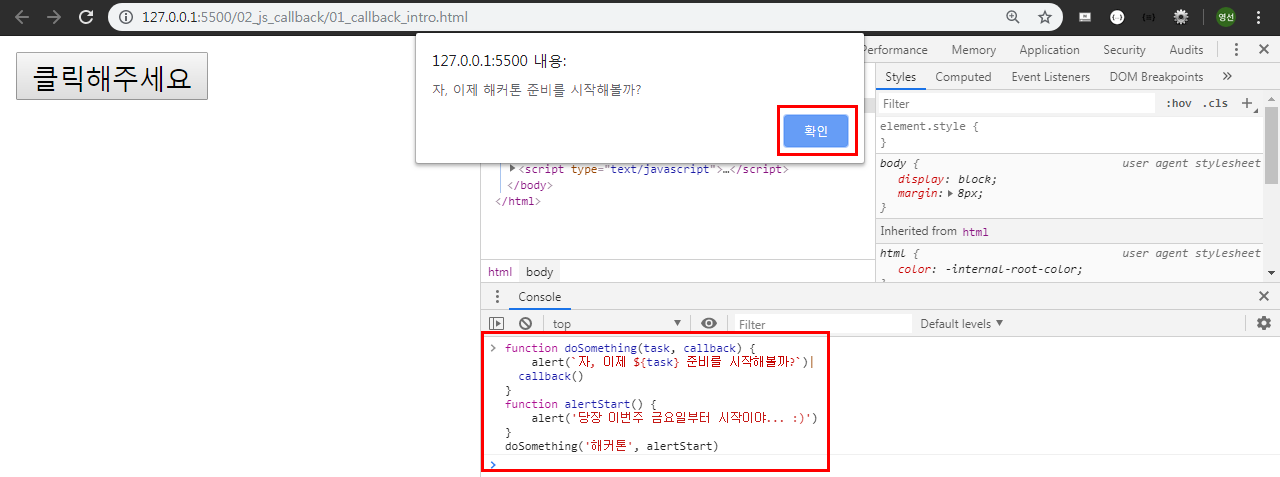 127.0.0.1:5500/02_js_callback/01_callback_intro.html
영선
클릭해주세요
127.0.0.1:5500 내용:
자, 이제 해커톤 준비를 시작해볼까?
확인
Performance Memory Application Security Audits
Styles Computed Event Listeners DOM Breakpoints
Filter :hov .cls
element.style {
}
body { user agent stylesheet
display: block;
margin: 8px;
}
Inherited from html
html { user agent stylesheet
color: -internal-root-color;
<script type="text/javascript">…</script>
</body>
</html>
html body
Console
top Filter Default levels
> function doSomething(task, callback) {
alert(`자, 이제 ${task} 준비를 시작해볼까?`)
callback()
}
function alertStart() {
alert('당장 이번주 금요일부터 시작이야... :)')
}
doSomething('해커톤', alertStart)
>